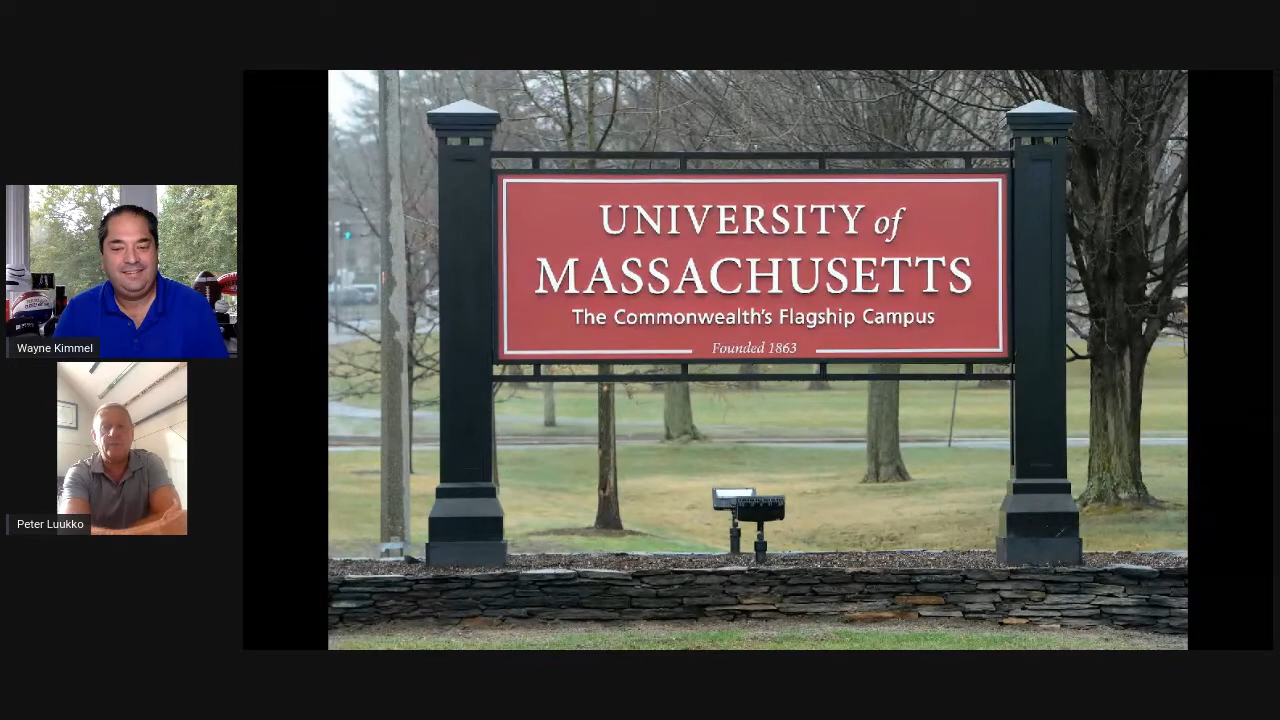 Wayne Kimmel
Peter Luukko
UNIVERSITY of
MASSACHUSETTS
The Commonwealth's Flagship Campus
Founded 1863